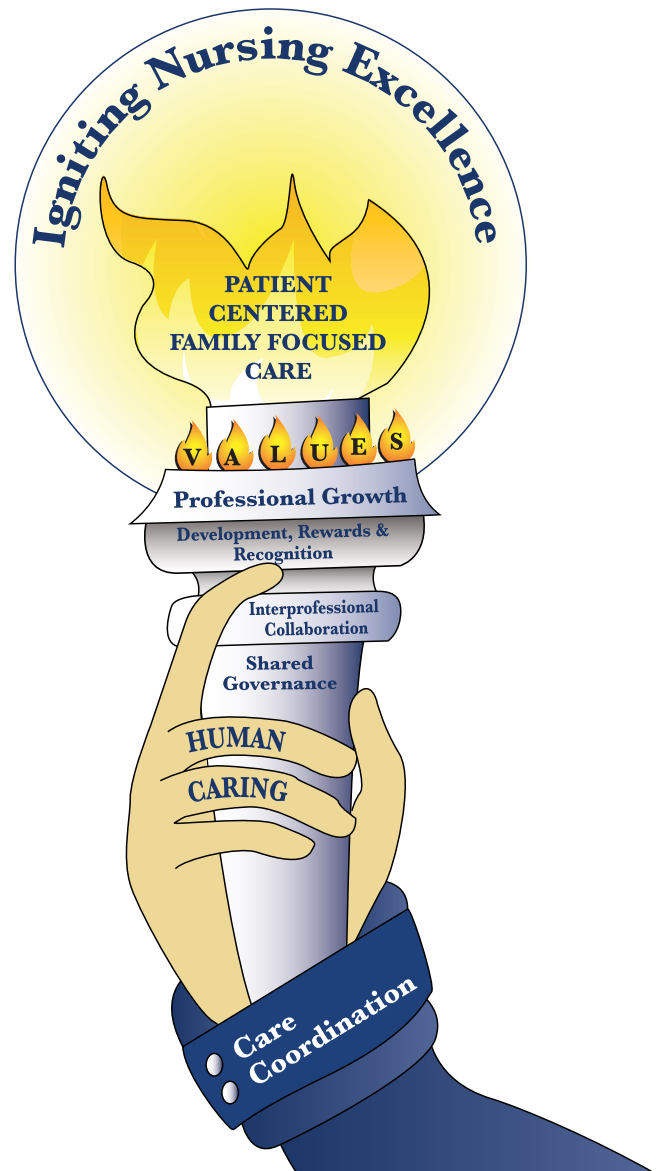 Igniting Nursing Excellence
PATIENT
CENTERED
FAMILY FOCUSED
CARE
VALUES
Professional Growth
Development, Rewards &
Recognition
Interprofessional
Collaboration
Shared
Governance
HUMAN
CARING
Care
Coordination